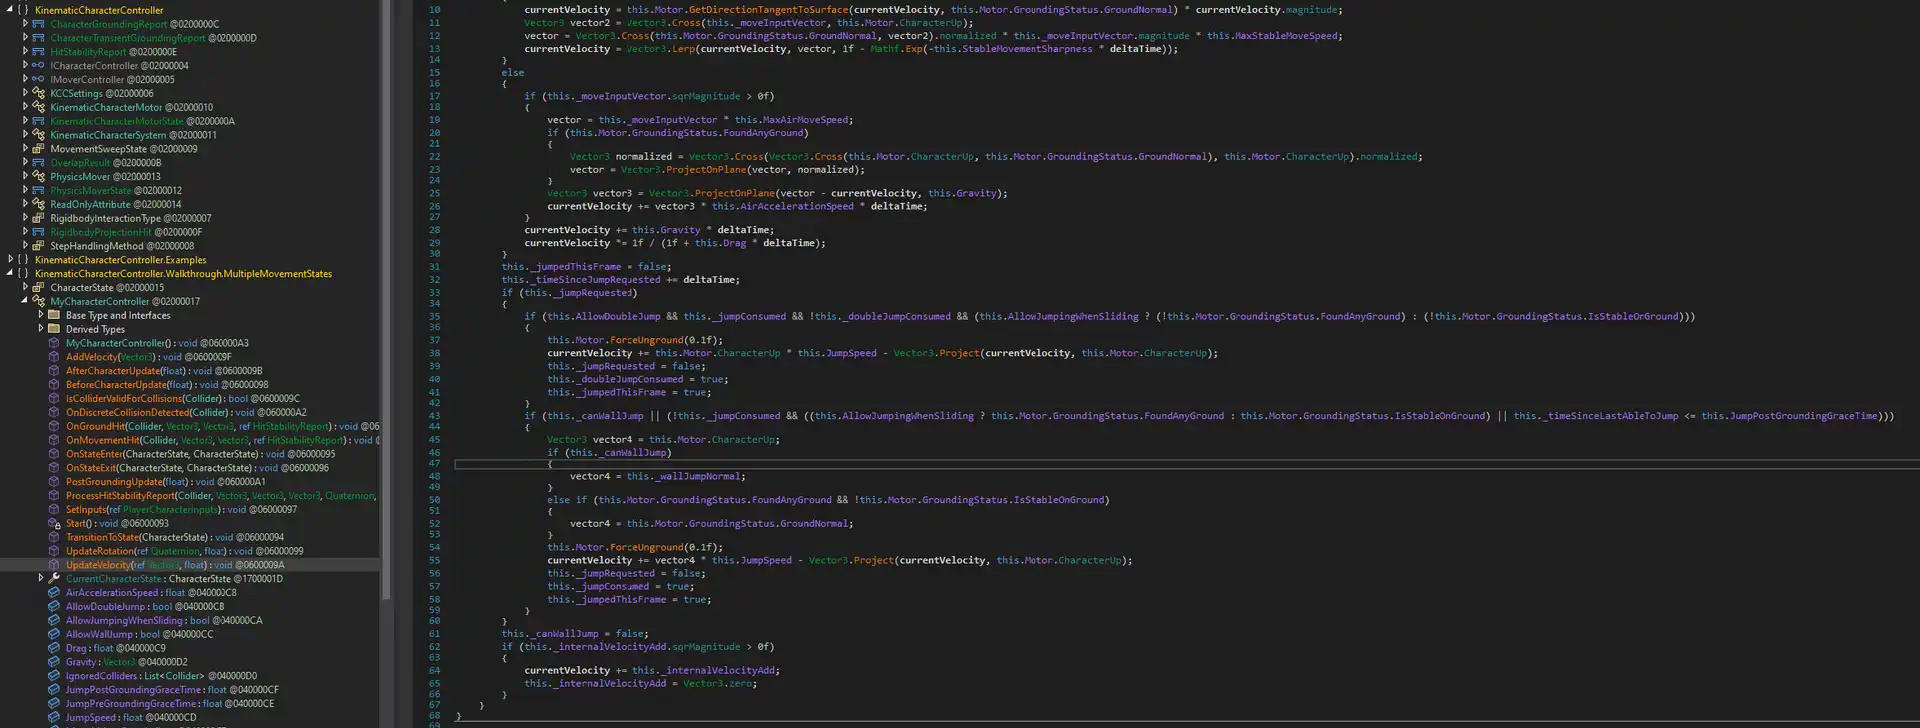 KinematicCharacterController
CharacterGroundingReport @0200000C
CharacterTransientGroundingReport @0200000D
HitStabilityReport @0200000E
ICharacterController @02000004
IMoverController @02000005
KCCSettings @02000006
KinematicCharacterMotor @02000010
KinematicCharacterMotorState @0200000A
KinematicCharacterSystem @02000011
MovementSweepState @02000009
OverlapResult @0200000B
PhysicsMover @02000013
PhysicsMoverState @02000012
ReadOnlyAttribute @02000014
RigidbodyInteractionType @02000007
RigidbodyProjectionHit @0200000F
StepHandlingMethod @02000008
KinematicCharacterController.Examples
KinematicCharacterController.Walkthrough.MultipleMovementStates
CharacterState @02000015
MyCharacterController @02000017
Base Type and Interfaces
Derived Types
MyCharacterController() : void @060000A3
AddVelocity(Vector3) : void @0600009F
AfterCharacterUpdate(float) : void @0600009B
BeforeCharacterUpdate(float) : void @06000098
IsColliderValidForCollisions(Collider) : bool @0600009C
OnDiscreteCollisionDetected(Collider) : void @060000A2
OnGroundHit(Collider, Vector3, Vector3, ref HitStabilityReport) : void @06
OnMovementHit(Collider, Vector3, Vector3, ref HitStabilityReport) : void
OnStateEnter(CharacterState, CharacterState) : void @06000095
OnStateExit(CharacterState, CharacterState) : void @06000096
PostGroundingUpdate(float) : void @060000A1
ProcessHitStabilityReport(Collider, Vector3, Vector3, Vector3, Quaternion,
SetInputs(ref PlayerCharacterInputs) : void @06000097
Start() : void @06000093
TransitionToState(CharacterState) : void @06000094
UpdateRotation(ref Quaternion, float) : void @06000099
UpdateVelocity(ref Vector3, float) : void @0600009A
CurrentCharacterState : CharacterState @1700001D
AirAccelerationSpeed : float @040000C8
AllowDoubleJump : bool @040000CB
AllowJumpingWhenSliding : bool @040000CA
AllowWallJump : bool @040000CC
Drag : float @040000C9
Gravity : Vector3 @040000D2
IgnoredColliders : List<Collider> @040000D0
JumpPostGroundingGraceTime : float @040000CF
JumpPreGroundingGraceTime : float @040000CE
JumpSpeed : float @040000CD
10 currentVelocity = this.Motor.GetDirectionTangentToSurface(currentVelocity, this.Motor.GroundingStatus.GroundNormal) * currentVelocity.magnitude;
11 Vector3 vector2 = Vector3.Cross(this._moveInputVector, this.Motor.CharacterUp);
12 vector = Vector3.Cross(this.Motor.GroundingStatus.GroundNormal, vector2).normalized * this._moveInputVector.magnitude * this.MaxStableMoveSpeed;
13 currentVelocity = Vector3.Lerp(currentVelocity, vector, 1f - Mathf.Exp(-this.StableMovementSharpness * deltaTime));
14 }
15 else
16 {
17 if (this._moveInputVector.sqrMagnitude > 0f)
18 {
19 vector = this._moveInputVector * this.MaxAirMoveSpeed;
20 if (this.Motor.GroundingStatus.FoundAnyGround)
21 {
22 Vector3 normalized = Vector3.Cross(Vector3.Cross(this.Motor.CharacterUp, this.Motor.GroundingStatus.GroundNormal), this.Motor.CharacterUp).normalized;
23 vector = Vector3.ProjectOnPlane(vector, normalized);
24 }
25 Vector3 vector3 = Vector3.ProjectOnPlane(vector - currentVelocity, this.Gravity);
26 currentVelocity += vector3 * this.AirAccelerationSpeed * deltaTime;
27 }
28 currentVelocity += this.Gravity * deltaTime;
29 currentVelocity *= 1f / (1f + this.Drag * deltaTime);
30 }
31 this._jumpedThisFrame = false;
32 this._timeSinceJumpRequested += deltaTime;
33 if (this._jumpRequested)
34 {
35 if (this.AllowDoubleJump && this._jumpConsumed && !this._doubleJumpConsumed && (this.AllowJumpingWhenSliding ? (!this.Motor.GroundingStatus.FoundAnyGround) : (!this.Motor.GroundingStatus.IsStableOnGround)))
36 {
37 this.Motor.ForceUnground(0.1f);
38 currentVelocity += this.Motor.CharacterUp * this.JumpSpeed - Vector3.Project(currentVelocity, this.Motor.CharacterUp);
39 this._jumpRequested = false;
40 this._doubleJumpConsumed = true;
41 this._jumpedThisFrame = true;
42 }
43 if (this._canWallJump || (!this._jumpConsumed && ((this.AllowJumpingWhenSliding ? this.Motor.GroundingStatus.FoundAnyGround : this.Motor.GroundingStatus.IsStableOnGround) || this._timeSinceLastAbleToJump <= this.JumpPostGroundingGraceTime)))
44 {
45 Vector3 vector4 = this.Motor.CharacterUp;
46 if (this._canWallJump)
47 {
48 vector4 = this._wallJumpNormal;
49 }
50 else if (this.Motor.GroundingStatus.FoundAnyGround && !this.Motor.GroundingStatus.IsStableOnGround)
51 {
52 vector4 = this.Motor.GroundingStatus.GroundNormal;
53 }
54 this.Motor.ForceUnground(0.1f);
55 currentVelocity += vector4 * this.JumpSpeed - Vector3.Project(currentVelocity, this.Motor.CharacterUp);
56 this._jumpRequested = false;
57 this._jumpConsumed = true;
58 this._jumpedThisFrame = true;
59 }
60 }
61 this._canWallJump = false;
62 if (this._internalVelocityAdd.sqrMagnitude > 0f)
63 {
64 currentVelocity += this._internalVelocityAdd;
65 this._internalVelocityAdd = Vector3.zero;
66 }
67 }
68 }
69